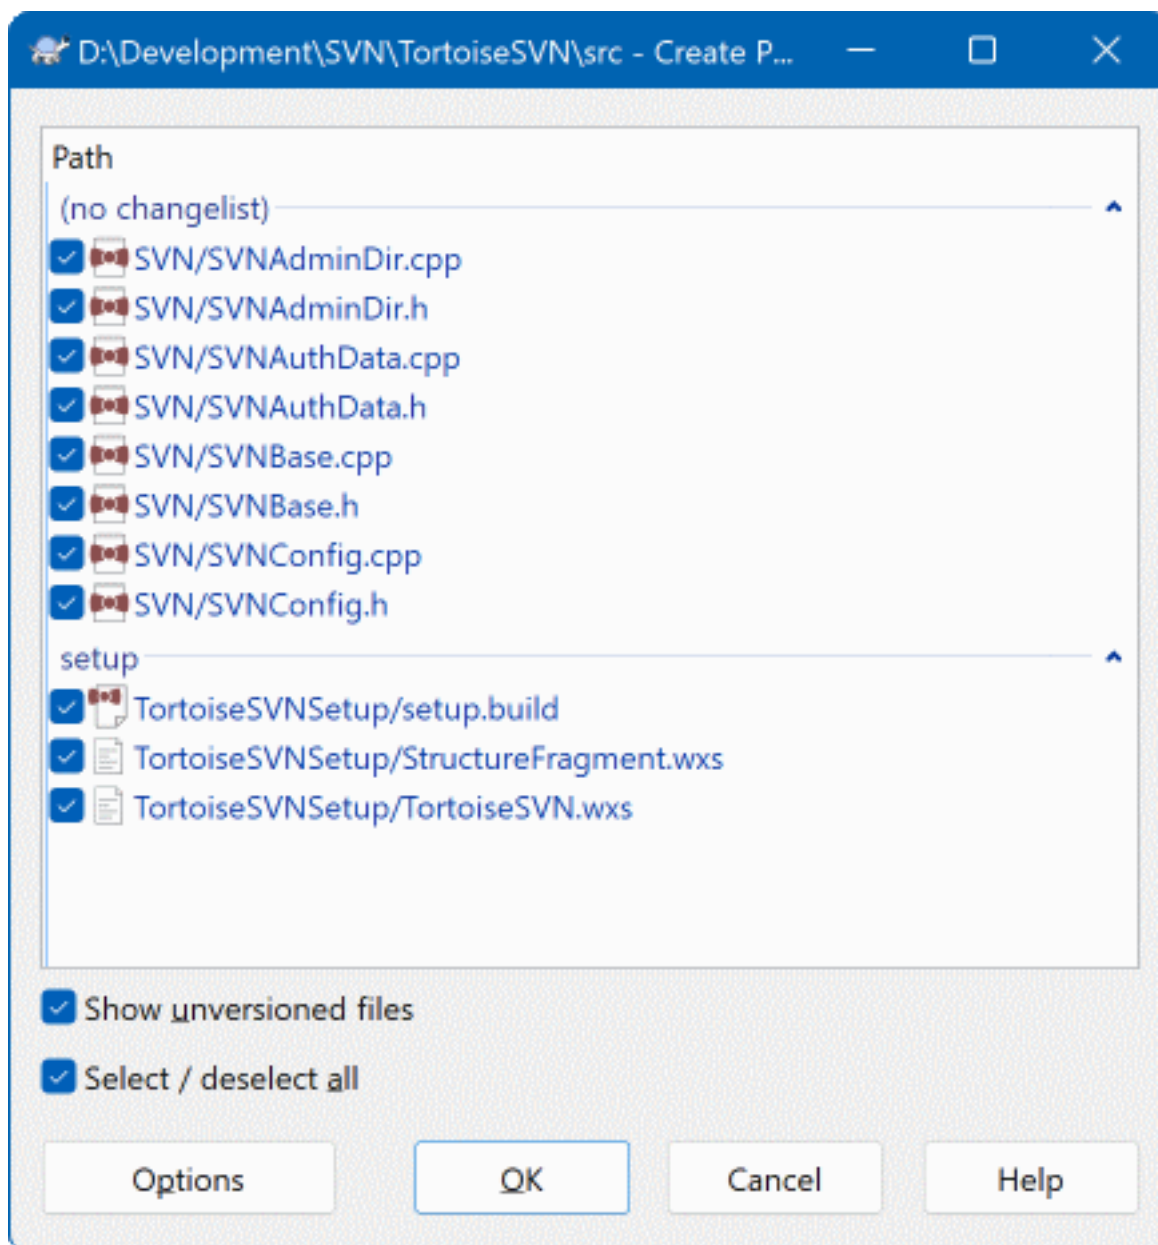 D:\Development\SVN\TortoiseSVN\src - Create P...
Path
(no changelist)
SVN/SVNAdminDir.cpp
SVN/SVNAdminDir.h
SVN/SVNAuthData.cpp
SVN/SVNAuthData.h
SVN/SVNBase.cpp
SVN/SVNBase.h
SVN/SVNConfig.cpp
SVN/SVNConfig.h
setup
TortoiseSVNSetup/setup.build
TortoiseSVNSetup/StructureFragment.wxs
TortoiseSVNSetup/TortoiseSVN.wxs
Show unversioned files
Select / deselect all
Options OK Cancel Help